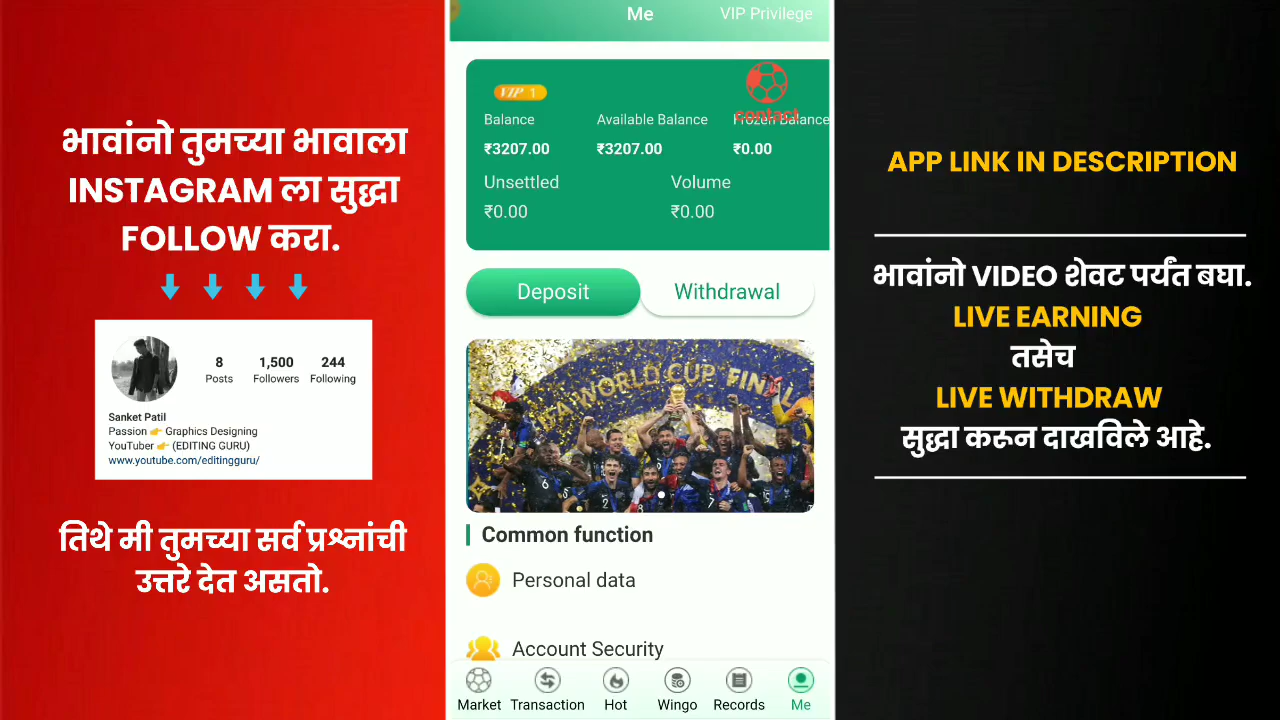 भावांनो तुमच्या भावाला
INSTAGRAM ला सुद्धा
FOLLOW करा.
8 1,500 244
Posts Followers Following
Sanket Patil
Passion 👉 Graphics Designing
YouTuber 👉 (EDITING GURU)
www.youtube.com/editingguru/
तिथे मी तुमच्या सर्व प्रश्नांची
उत्तरे देत असतो.
Me VIP Privilege
VIP 1
contact
Balance Available Balance Frozen Balance
₹3207.00 ₹3207.00 ₹0.00
Unsettled Volume
₹0.00 ₹0.00
Deposit Withdrawal
WORLD CUP FINAL
Common function
Personal data
Account Security
Market Transaction Hot Wingo Records Me
APP LINK IN DESCRIPTION
भावांनो VIDEO शेवट पर्यंत बघा.
LIVE EARNING
तसेच
LIVE WITHDRAW
सुद्धा करून दाखविले आहे.